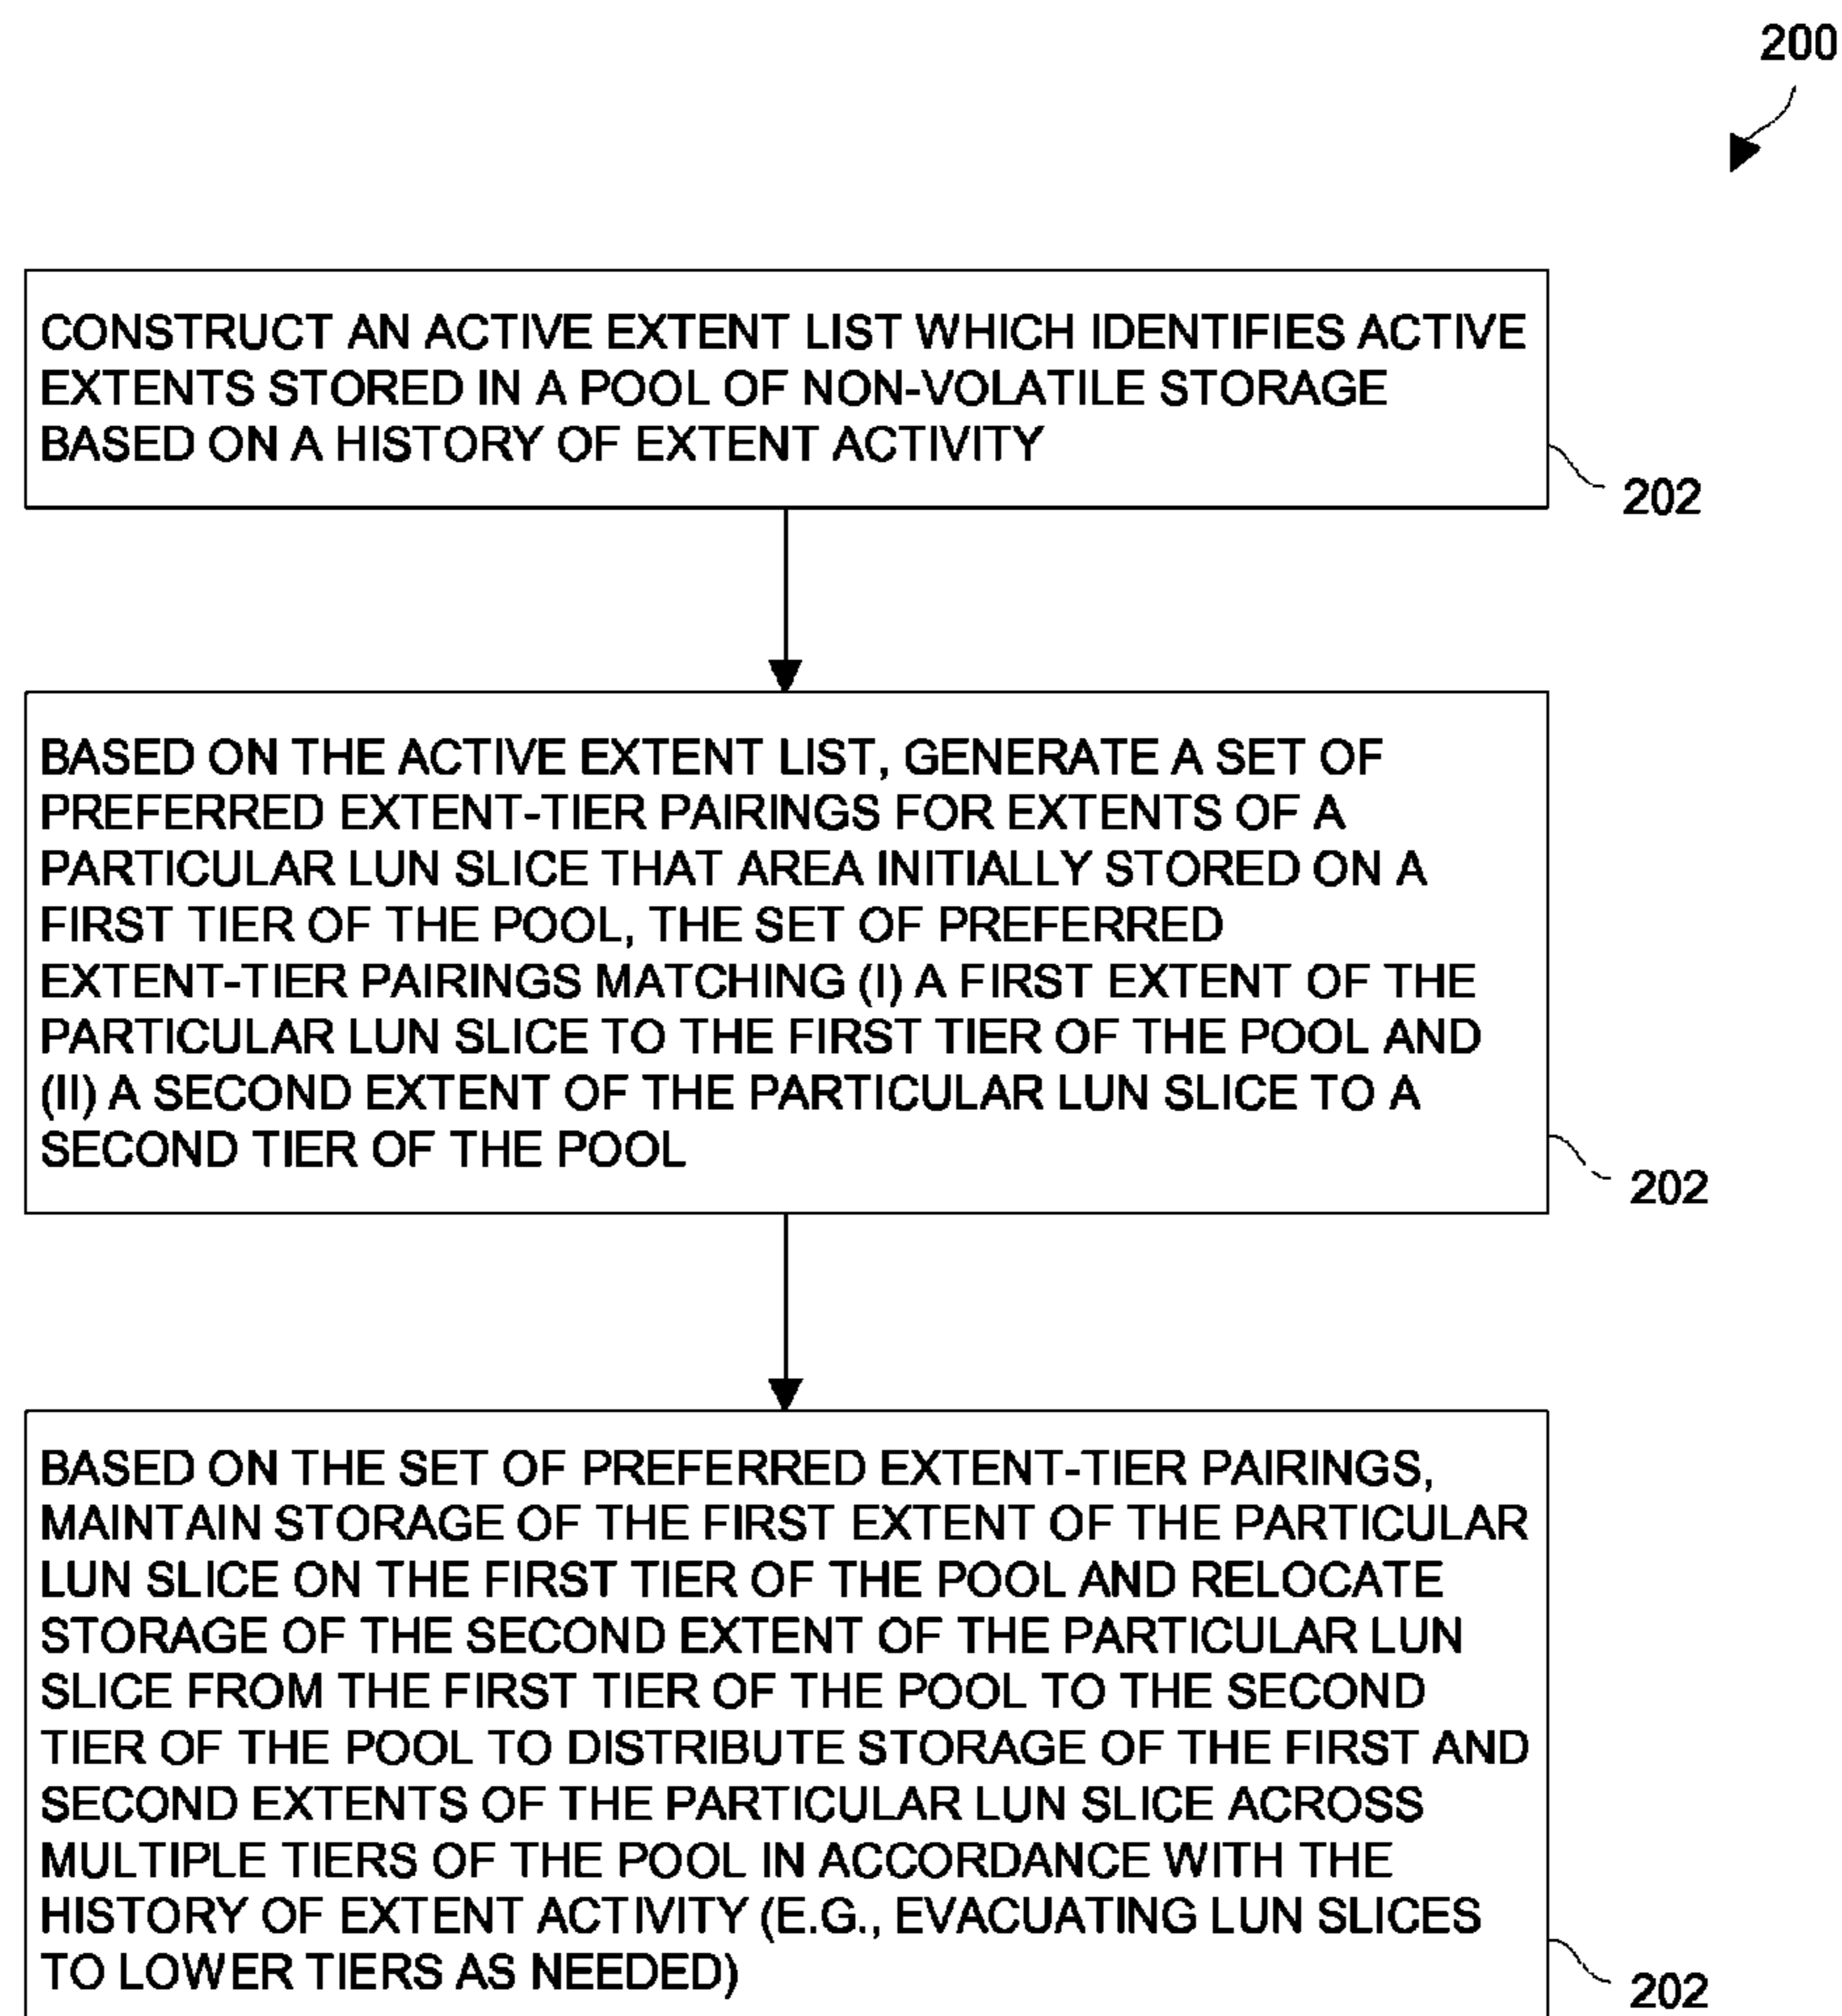 200
CONSTRUCT AN ACTIVE EXTENT LIST WHICH IDENTIFIES ACTIVE
EXTENTS STORED IN A POOL OF NON-VOLATILE STORAGE
BASED ON A HISTORY OF EXTENT ACTIVITY
202
BASED ON THE ACTIVE EXTENT LIST, GENERATE A SET OF
PREFERRED EXTENT-TIER PAIRINGS FOR EXTENTS OF A
PARTICULAR LUN SLICE THAT AREA INITIALLY STORED ON A
FIRST TIER OF THE POOL, THE SET OF PREFERRED
EXTENT-TIER PAIRINGS MATCHING (I) A FIRST EXTENT OF THE
PARTICULAR LUN SLICE TO THE FIRST TIER OF THE POOL AND
(II) A SECOND EXTENT OF THE PARTICULAR LUN SLICE TO A
SECOND TIER OF THE POOL
202
BASED ON THE SET OF PREFERRED EXTENT-TIER PAIRINGS,
MAINTAIN STORAGE OF THE FIRST EXTENT OF THE PARTICULAR
LUN SLICE ON THE FIRST TIER OF THE POOL AND RELOCATE
STORAGE OF THE SECOND EXTENT OF THE PARTICULAR LUN
SLICE FROM THE FIRST TIER OF THE POOL TO THE SECOND
TIER OF THE POOL TO DISTRIBUTE STORAGE OF THE FIRST AND
SECOND EXTENTS OF THE PARTICULAR LUN SLICE ACROSS
MULTIPLE TIERS OF THE POOL IN ACCORDANCE WITH THE
HISTORY OF EXTENT ACTIVITY (E.G., EVACUATING LUN SLICES
TO LOWER TIERS AS NEEDED)
202